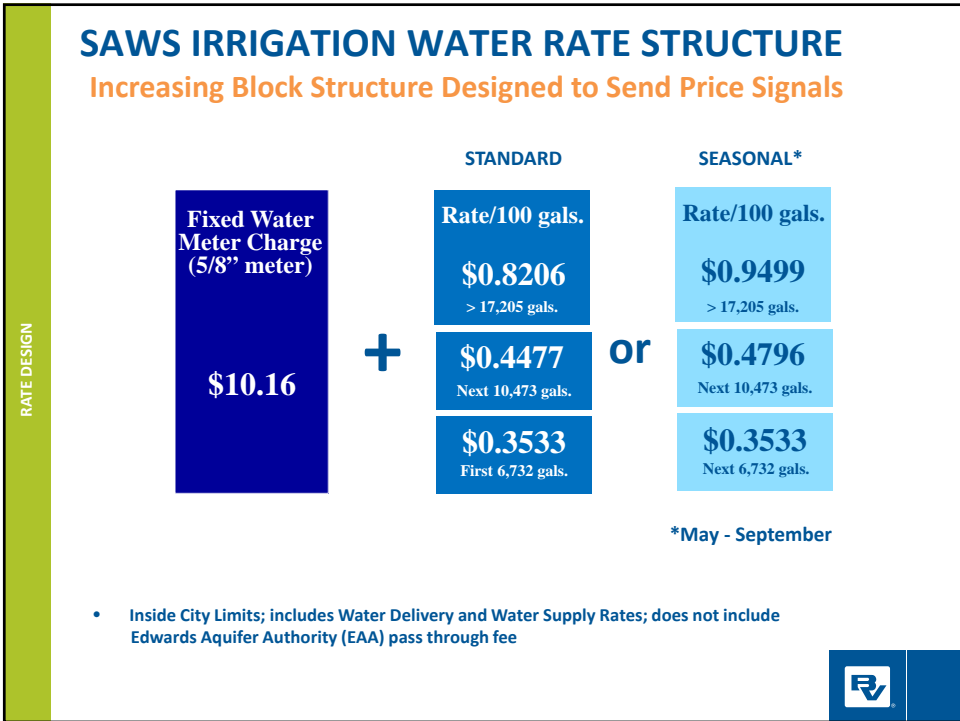 SAWS IRRIGATION WATER RATE STRUCTURE
Increasing Block Structure Designed to Send Price Signals
RATE DESIGN
Fixed Water
Meter Charge
(5/8” meter)
$10.16
+
STANDARD
Rate/100 gals.
$0.8206
> 17,205 gals.
$0.4477
Next 10,473 gals.
$0.3533
First 6,732 gals.
or
SEASONAL*
Rate/100 gals.
$0.9499
> 17,205 gals.
$0.4796
Next 10,473 gals.
$0.3533
Next 6,732 gals.
*May - September
• Inside City Limits; includes Water Delivery and Water Supply Rates; does not include
Edwards Aquifer Authority (EAA) pass through fee
BV